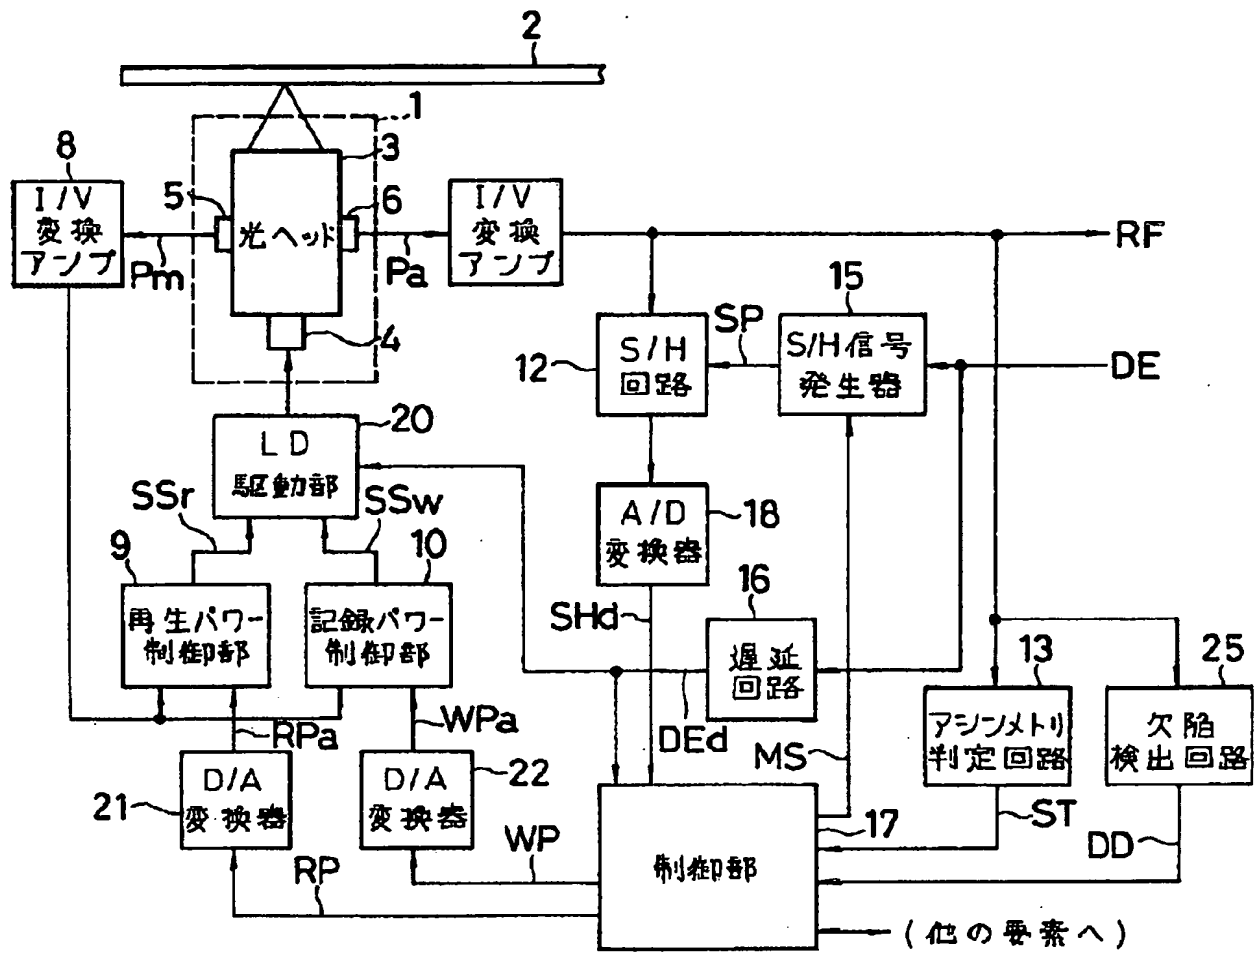 2
1
3
8
I/V
変換
アンプ
5
光ヘッド
6
I/V
変換
アンプ
Pm
Pa
RF
4
12
S/H
回路
SP
15
S/H信号
発生器
DE
20
LD
駆動部
SSr
SSw
A/D
変換器
18
9
再生パワー
制御部
10
記録パワー
制御部
SHd
16
遅延
回路
DEd
13
アシンメトリ
判定回路
25
欠陥
検出回路
RPa
WPa
MS
21
D/A
変換器
22
D/A
変換器
17
制御部
ST
DD
WP
RP
(他の要素へ)